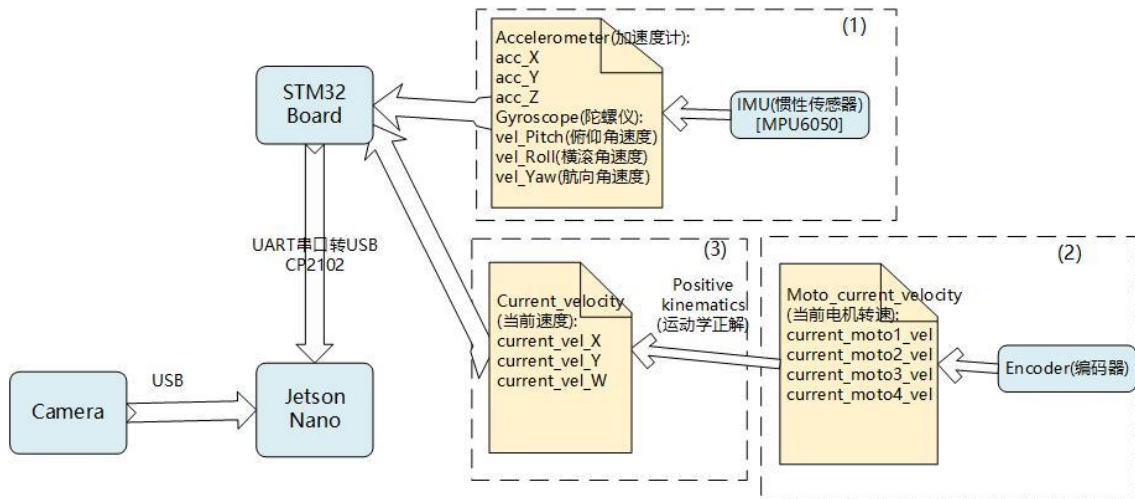 (1)
Accelerometer(加速度计):
acc_X
acc_Y
acc_Z
Gyroscope(陀螺仪):
vel_Pitch(俯仰角速度)
vel_Roll(横滚角速度)
vel_Yaw(航向角速度)
IMU(惯性传感器)
[MPU6050]
STM32
Board
UART串口转USB
CP2102
(3)
Current_velocity
(当前速度):
current_vel_X
current_vel_Y
current_vel_W
Positive
kinematics
(运动学正解)
(2)
Moto_current_velocity
(当前电机转速):
current_moto1_vel
current_moto2_vel
current_moto3_vel
current_moto4_vel
Encoder(编码器)
Camera
USB
Jetson
Nano